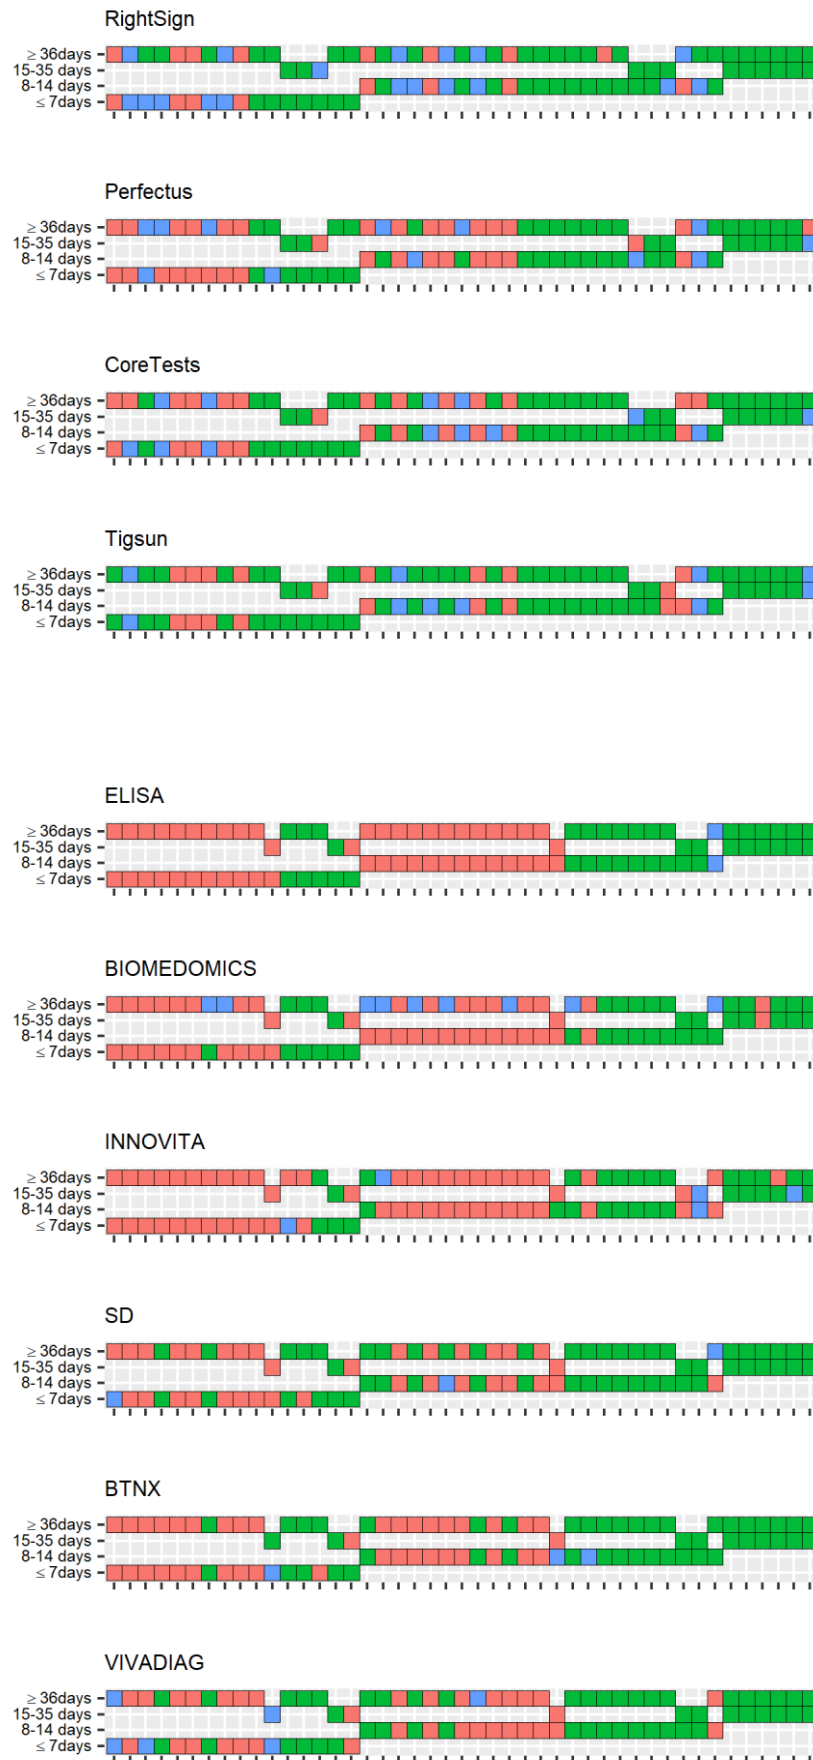 RightSign
≥ 36days
15-35 days
8-14 days
≤ 7days
Perfectus
≥ 36days
15-35 days
8-14 days
≤ 7days
CoreTests
≥ 36days
15-35 days
8-14 days
≤ 7days
Tigsun
≥ 36days
15-35 days
8-14 days
≤ 7days
ELISA
≥ 36days
15-35 days
8-14 days
≤ 7days
BIOMEDOMICS
≥ 36days
15-35 days
8-14 days
≤ 7days
INNOVITA
≥ 36days
15-35 days
8-14 days
≤ 7days
SD
≥ 36days
15-35 days
8-14 days
≤ 7days
BTNX
≥ 36days
15-35 days
8-14 days
≤ 7days
VIVADIAG
≥ 36days
15-35 days
8-14 days
≤ 7days